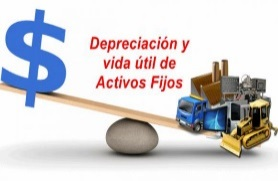 $
Depreciación y
vida útil de
Activos Fijos